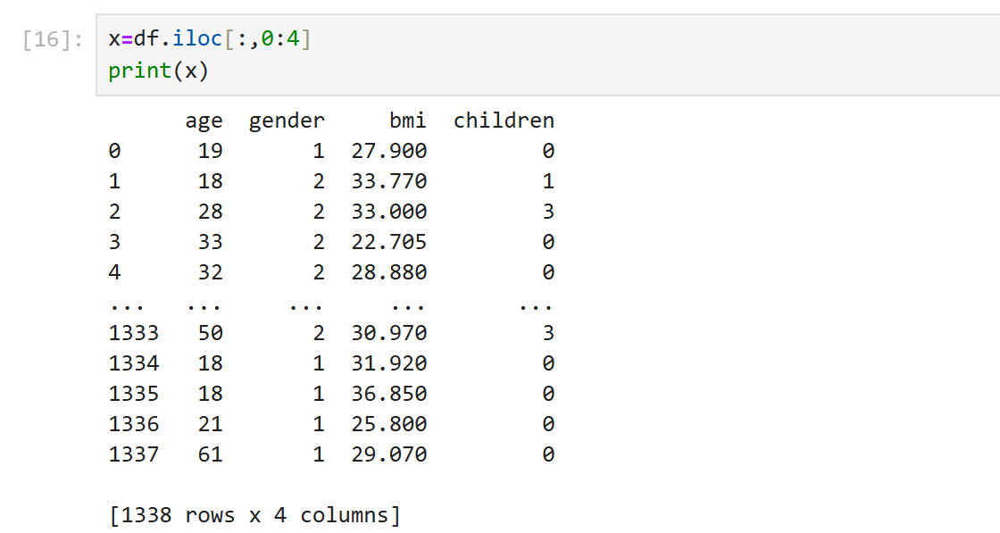 [16]: x=df.iloc[:,0:4]
print(x)
age gender bmi children
0 19 1 27.900 0
1 18 2 33.770 1
2 28 2 33.000 3
3 33 2 22.705 0
4 32 2 28.880 0
... ... ... ... ...
1333 50 2 30.970 3
1334 18 1 31.920 0
1335 18 1 36.850 0
1336 21 1 25.800 0
1337 61 1 29.070 0
[1338 rows x 4 columns]